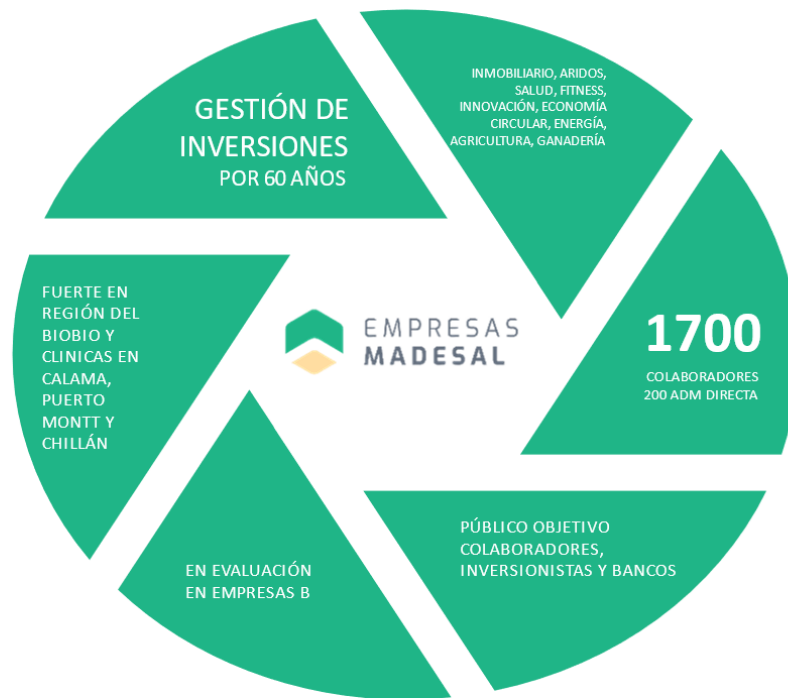 GESTIÓN DE
INVERSIONES
POR 60 AÑOS
INMOBILIARIO, ARIDOS,
SALUD, FITNESS,
INNOVACIÓN, ECONOMÍA
CIRCULAR, ENERGÍA,
AGRICULTURA, GANADERÍA
1700
COLABORADORES
200 ADM DIRECTA
PÚBLICO OBJETIVO
COLABORADORES,
INVERSIONISTAS Y BANCOS
EN EVALUACIÓN
EN EMPRESAS B
FUERTE EN
REGIÓN DEL
BIOBIO Y
CLINICAS EN
CALAMA,
PUERTO
MONTT Y
CHILLÁN
EMPRESAS
MADESAL